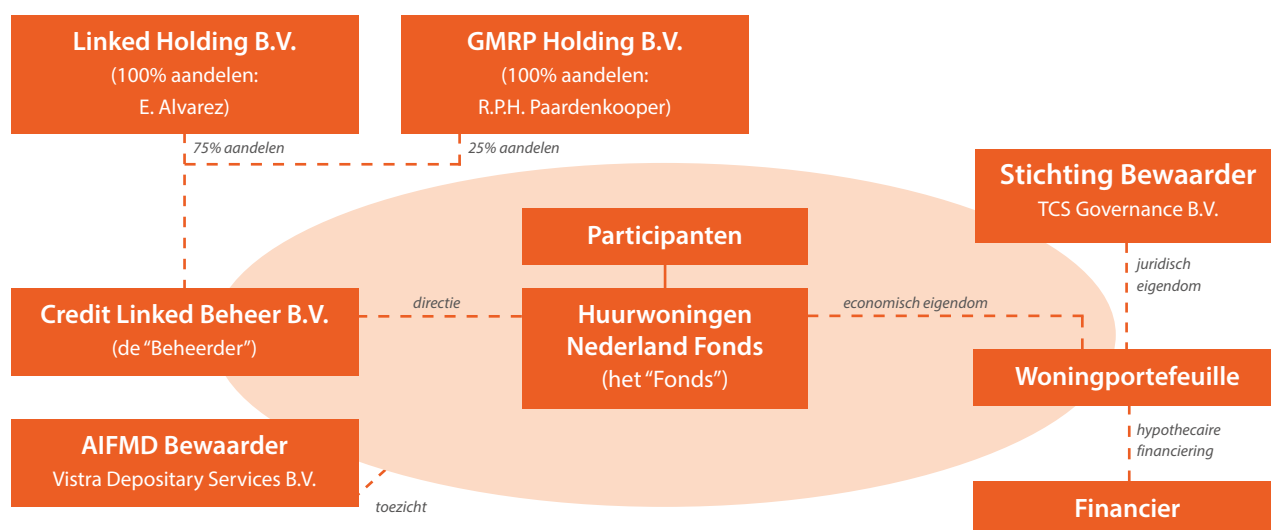 Linked Holding B.V.
(100% aandelen:
E. Alvarez)
GMRP Holding B.V.
(100% aandelen:
R.P.H. Paardenkooper)
75% aandelen
25% aandelen
Stichting Bewaarder
TCS Governance B.V.
Participanten
juridisch
eigendom
Credit Linked Beheer B.V.
(de “Beheerder”)
directie
Huurwoningen
Nederland Fonds
(het “Fonds”)
economisch eigendom
Woningportefeuille
AIFMD Bewaarder
Vistra Depositary Services B.V.
toezicht
hypothecaire
financiering
Financier